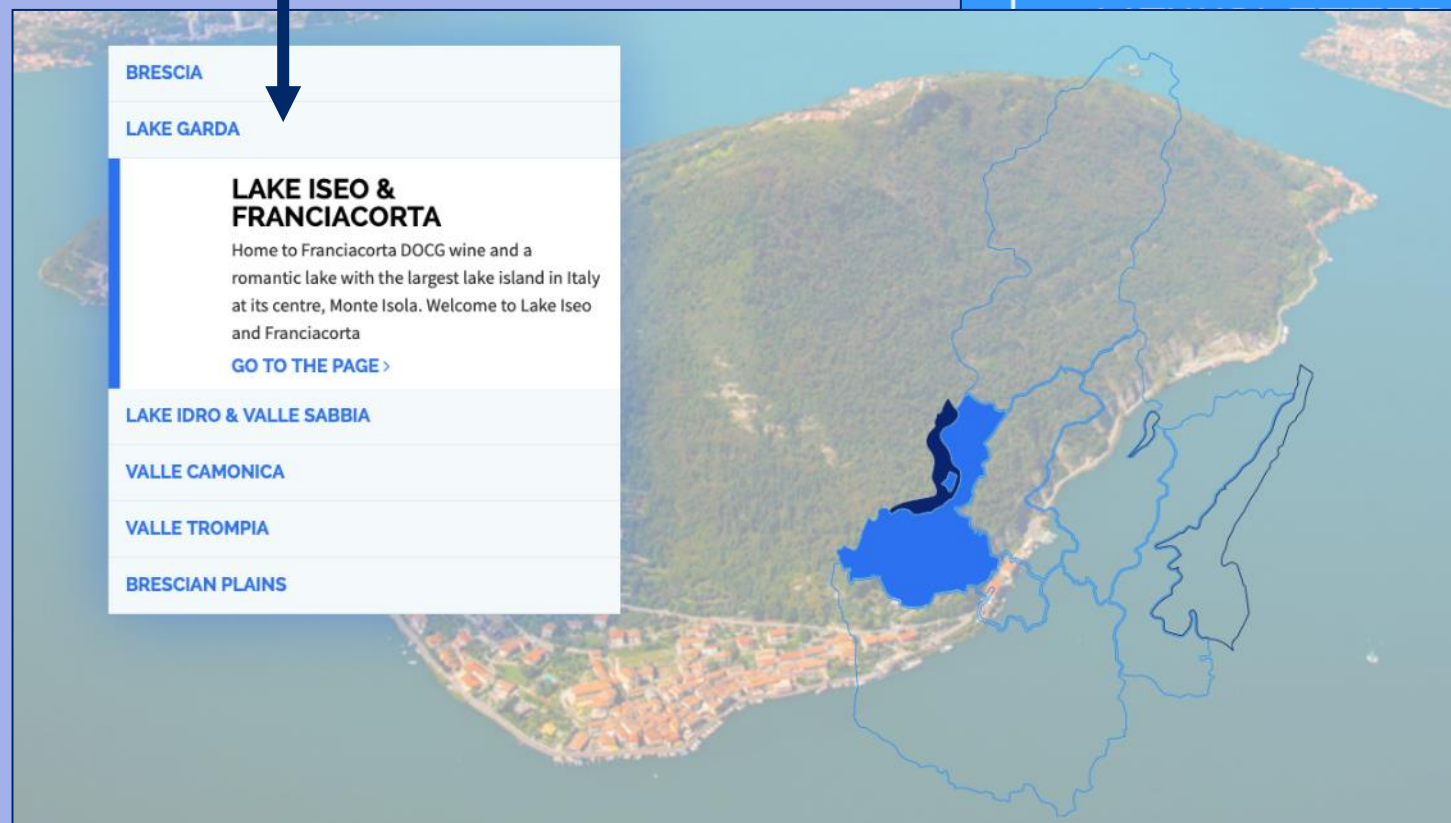 BRESCIA
LAKE GARDA
LAKE ISEO &
FRANCIACORTA
Home to Franciacorta DOCG wine and a
romantic lake with the largest lake island in Italy
at its centre, Monte Isola. Welcome to Lake Iseo
and Franciacorta
GO TO THE PAGE >
LAKE IDRO & VALLE SABBIA
VALLE CAMONICA
VALLE TROMPIA
BRESCIAN PLAINS